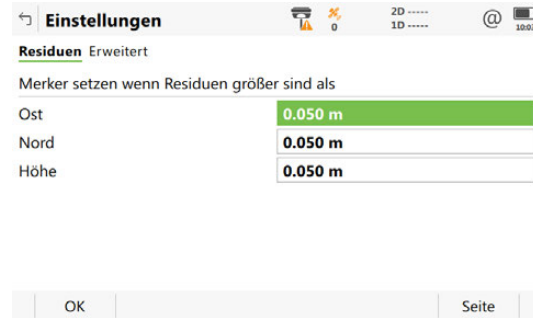 Einstellungen
0
2D -----
1D -----
@
Residuen Erweitert
Merker setzen wenn Residuen größer sind als
Ost 0.050 m
Nord 0.050 m
Höhe 0.050 m
OK Seite